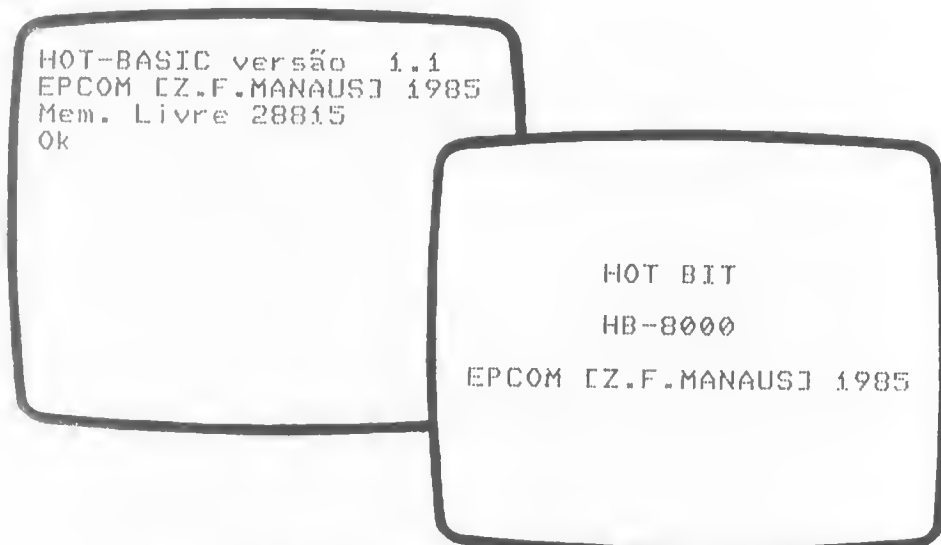 HOT-BASIC versão 1.1
EPCOM [Z.F.MANAUS] 1985
Mem. Livre 28815
Ok
HOT BIT
HB-8000
EPCOM [Z.F.MANAUS] 1985